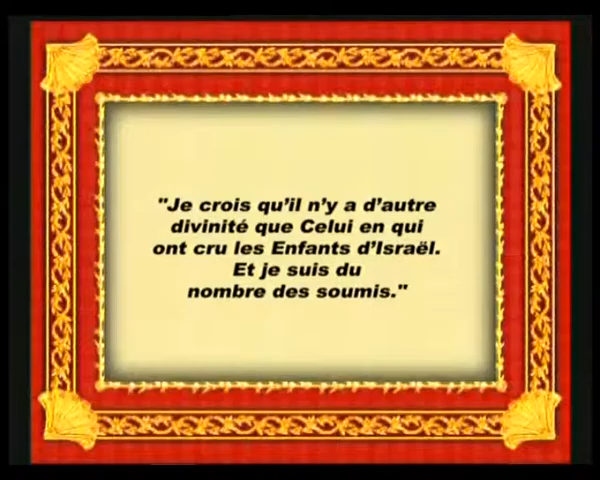 "Je crois qu'il n'y a d'autre
divinité que Celui en qui
ont cru les Enfants d'Israël.
Et je suis du
nombre des soumis."